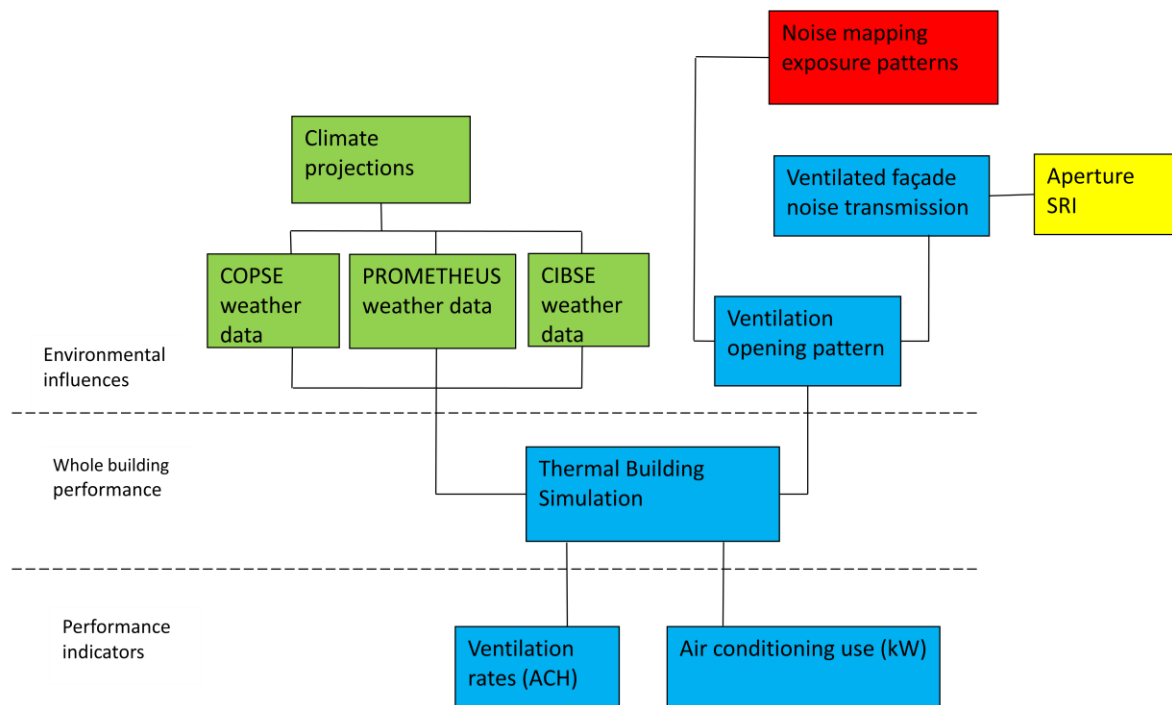 Noise mapping
exposure patterns
Climate
projections
Ventilated façade
noise transmission
Aperture
SRI
COPSE
weather
data
PROMETHEUS
weather data
CIBSE
weather
data
Ventilation
opening pattern
Environmental
influences
Whole building
performance
Thermal Building
Simulation
Performance
indicators
Ventilation
rates (ACH)
Air conditioning use (kW)